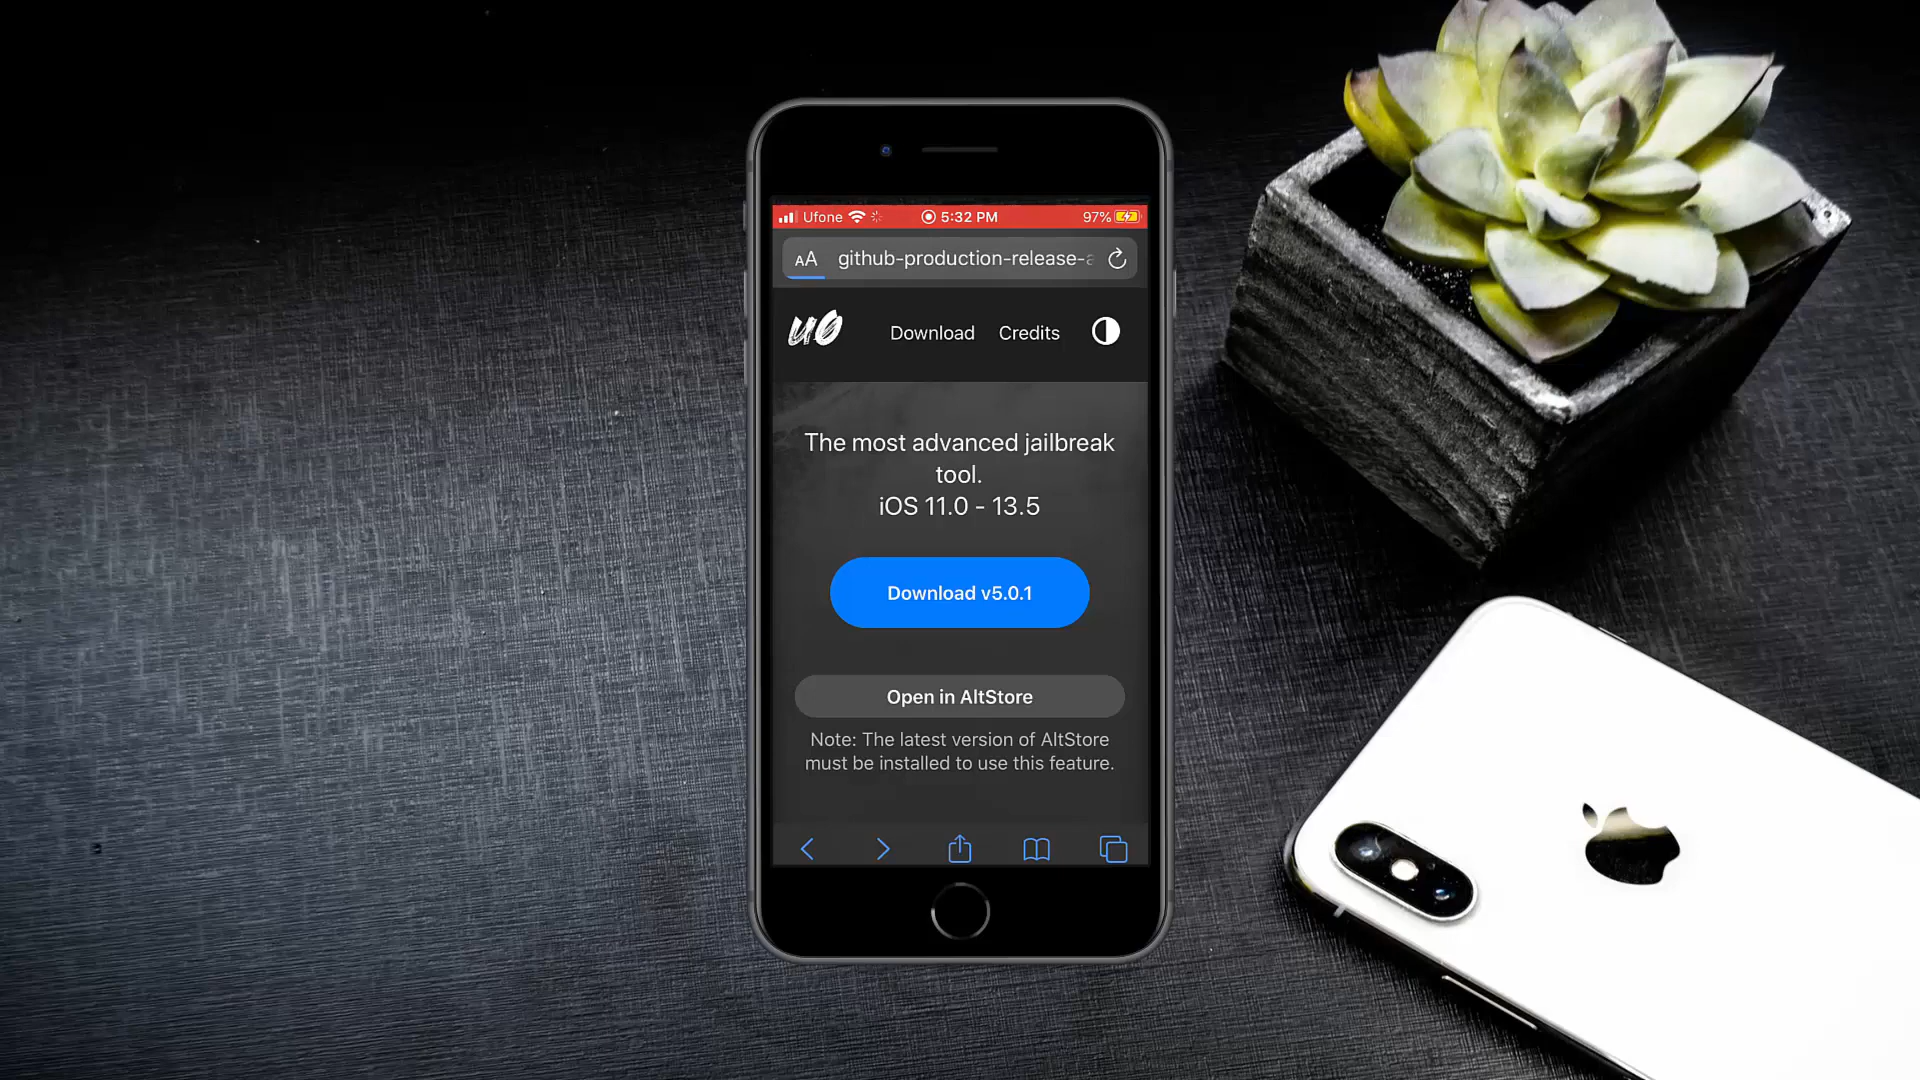 Ufone 5:32 PM 97%
AA github-production-release-a
u0 Download Credits
The most advanced jailbreak
tool.
iOS 11.0 - 13.5
Download v5.0.1
Open in AltStore
Note: The latest version of AltStore
must be installed to use this feature.